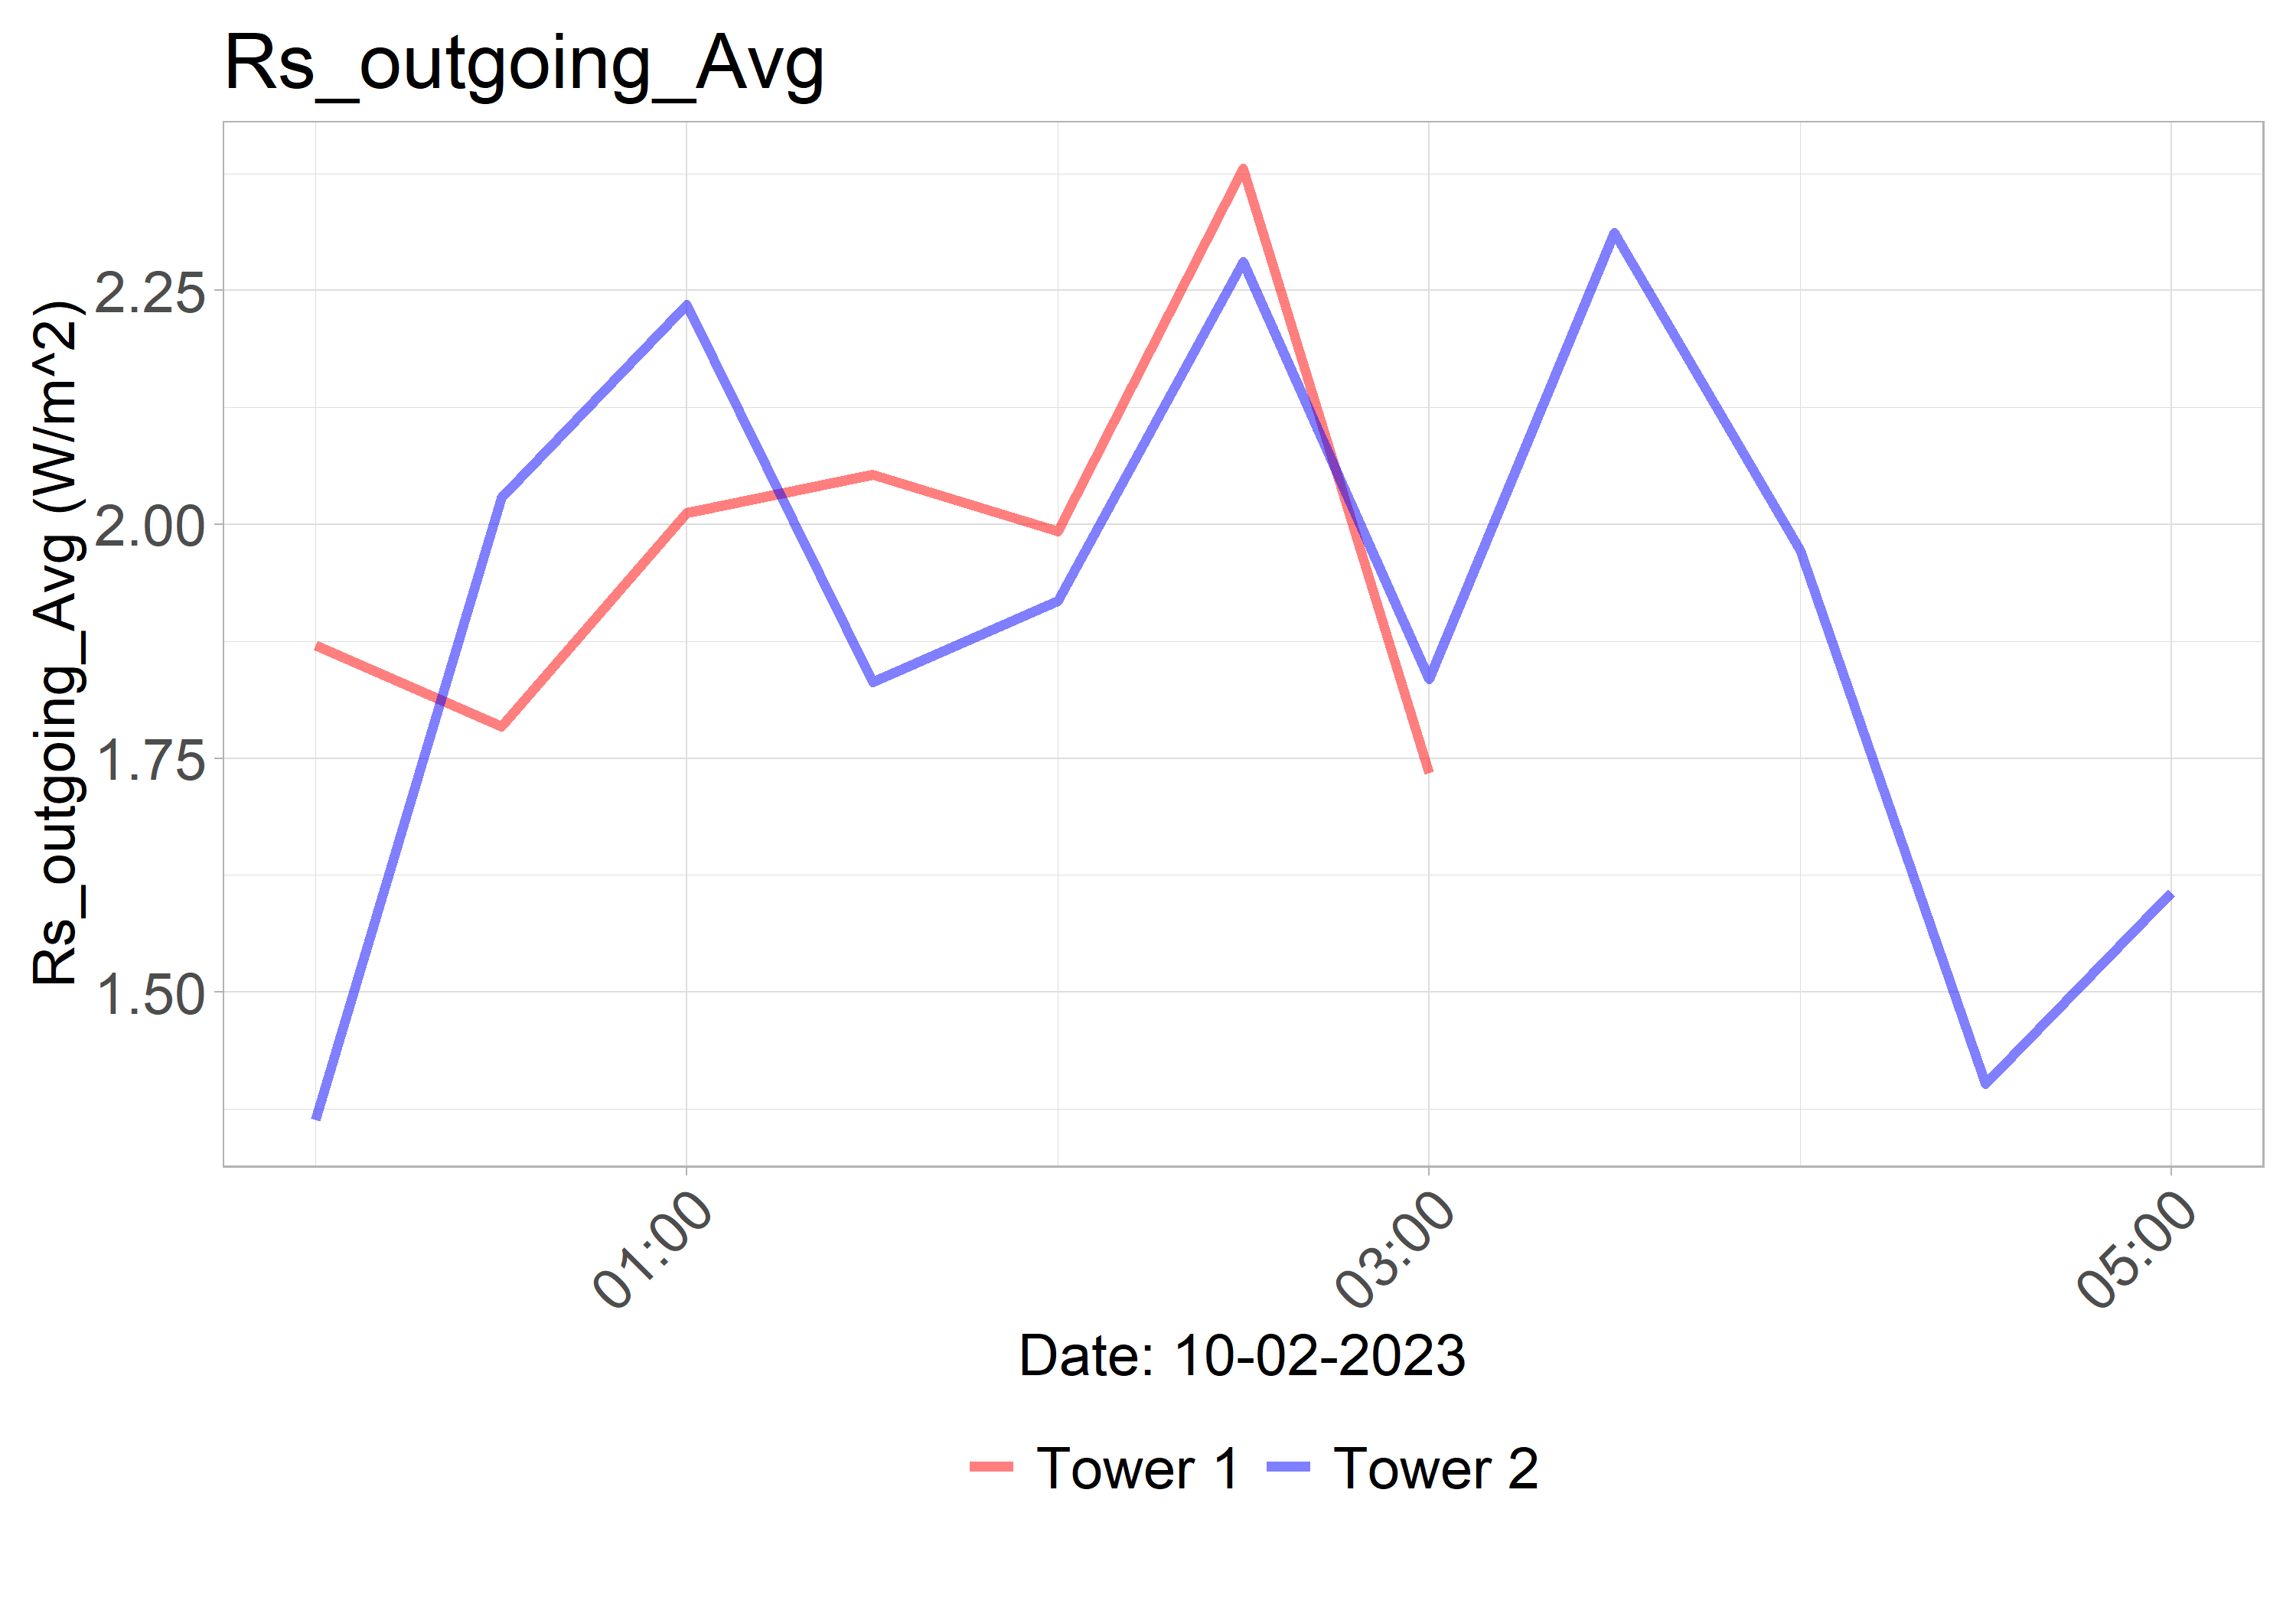 Rs_outgoing_Avg
Rs_outgoing_Avg (W/m^2)
2.25
2.00
1.75
1.50
01:00
03:00
05:00
Date: 10-02-2023
Tower 1
Tower 2